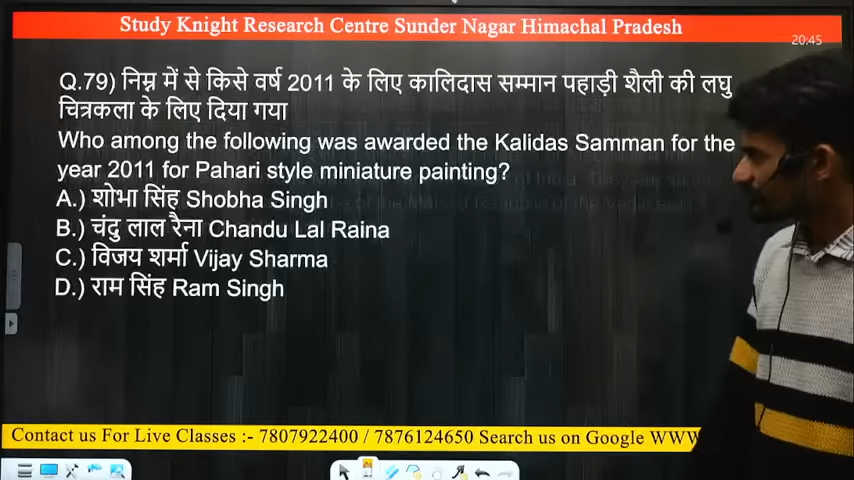 Study Knight Research Centre Sunder Nagar Himachal Pradesh
20:45
Q.79) निम्न में से किसे वर्ष 2011 के लिए कालिदास सम्मान पहाड़ी शैली की लघु
चित्रकला के लिए दिया गया
Who among the following was awarded the Kalidas Samman for the
year 2011 for Pahari style miniature painting?
A.) शोभा सिंह Shobha Singh
B.) चंदु लाल रैना Chandu Lal Raina
C.) विजय शर्मा Vijay Sharma
D.) राम सिंह Ram Singh
Contact us For Live Classes :- 7807922400 / 7876124650 Search us on Google WWW